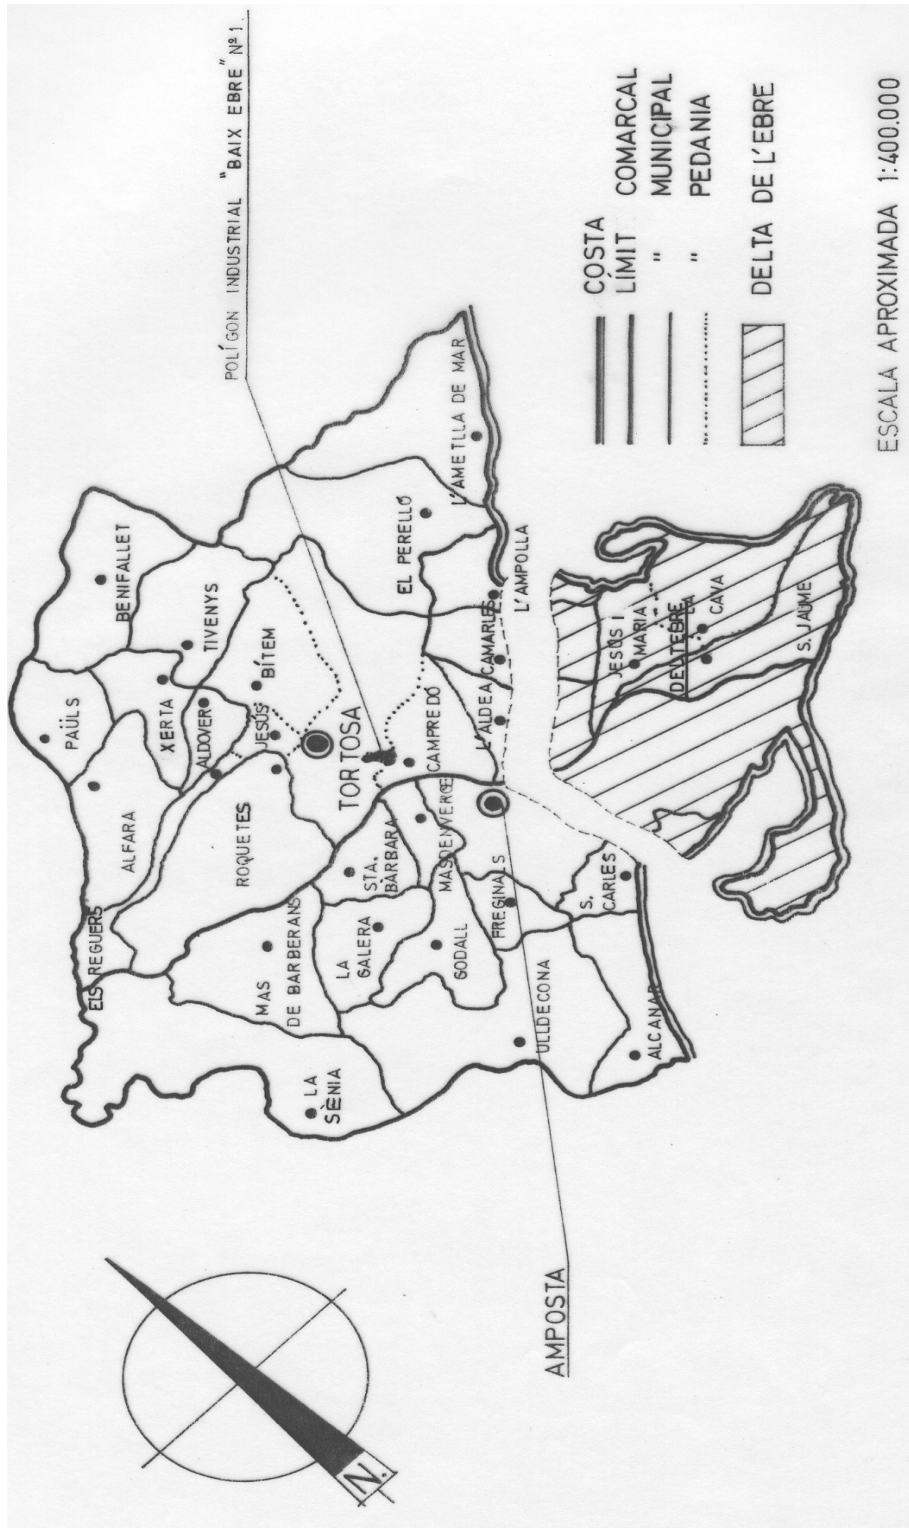 POLÍGON INDUSTRIAL "BAIX EBRE" Nº 1.
BENIFALLET
PAÜLS
TIVENYS
XERTA
ALFARA
ALDOVER
BÍTEM
JESÚS
ELS REGUERS
ROQUETES
TORTOSA
EL PERELLÓ
L'AMETLLA DE MAR
CAMPREDÓ
L'ALDEA
CAMARLES
L'AMPOLLA
MAS
DE BARBERANS
STA.
BÀRBARA
MASDENVERGE
LA
GALERA
GODALL
FREGINALS
LA
SÈNIA
ULLDECONA
S.
CARLES
ALCANAR
JESÚS I
MARIA
DELTEBRE
LA
CAVA
S. JAUME
AMPOSTA
N.
COSTA
LÍMIT COMARCAL
" MUNICIPAL
" PEDANIA
DELTA DE L'EBRE
ESCALA APROXIMADA 1:400.000